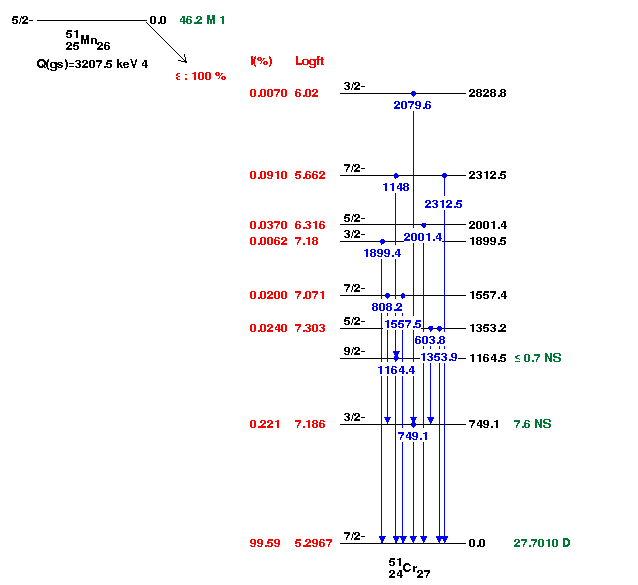 5/2- 0.0 46.2 M 1
51
25Mn26
Q(gs)=3207.5 keV 4
ε : 100 %
I(%) Logft
0.0070 6.02 3/2- 2828.8
2079.6
0.0910 5.662 7/2- 2312.5
1148
2312.5
0.0370 6.316 5/2- 2001.4
2001.4
0.0062 7.18 3/2- 1899.5
1899.4
0.0200 7.071 7/2- 1557.4
808.2
1557.5
0.0240 7.303 5/2- 1353.2
603.8
1353.9
9/2- 1164.5 ≤ 0.7 NS
1164.4
0.221 7.186 3/2- 749.1 7.6 NS
749.1
99.59 5.2967 7/2- 0.0 27.7010 D
51
24Cr27